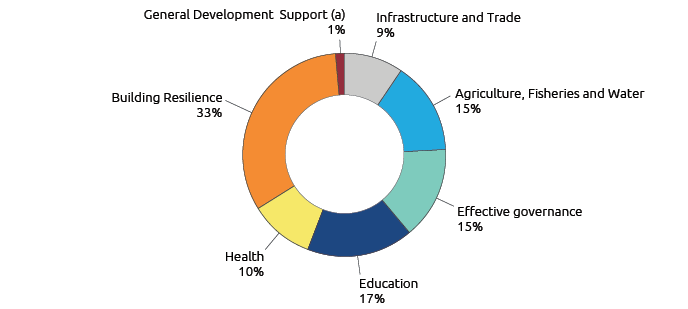 General Development  Support (a)
1%
Infrastructure and Trade
9%
Agriculture, Fisheries and Water
15%
Effective governance
15%
Education
17%
Health
10%
Building Resilience
33%